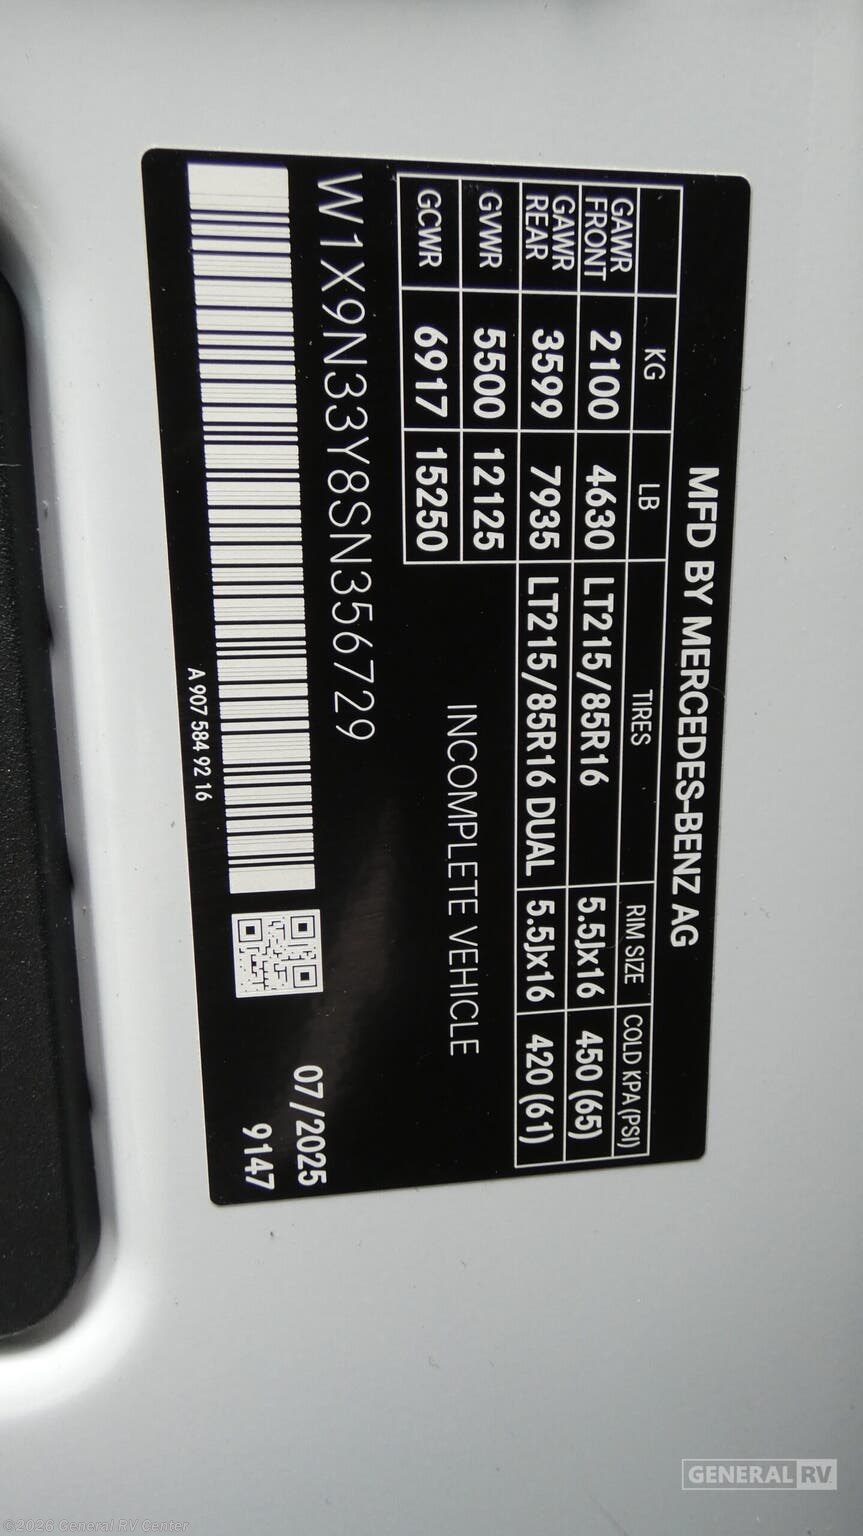 MFD BY MERCEDES-BENZ AG
KG LB TIRES RIM SIZE COLD KPA (PSI)
GAWR FRONT 2100 4630 LT215/85R16 5.5Jx16 450 (65)
GAWR REAR 3599 7935 LT215/85R16 DUAL 5.5Jx16 420 (61)
GVWR 5500 12125
GCWR 6917 15250
INCOMPLETE VEHICLE
W1X9N33Y8SN356729
07/2025
9147
A 907 584 92 16
GENERAL RV
©2026 General RV Center